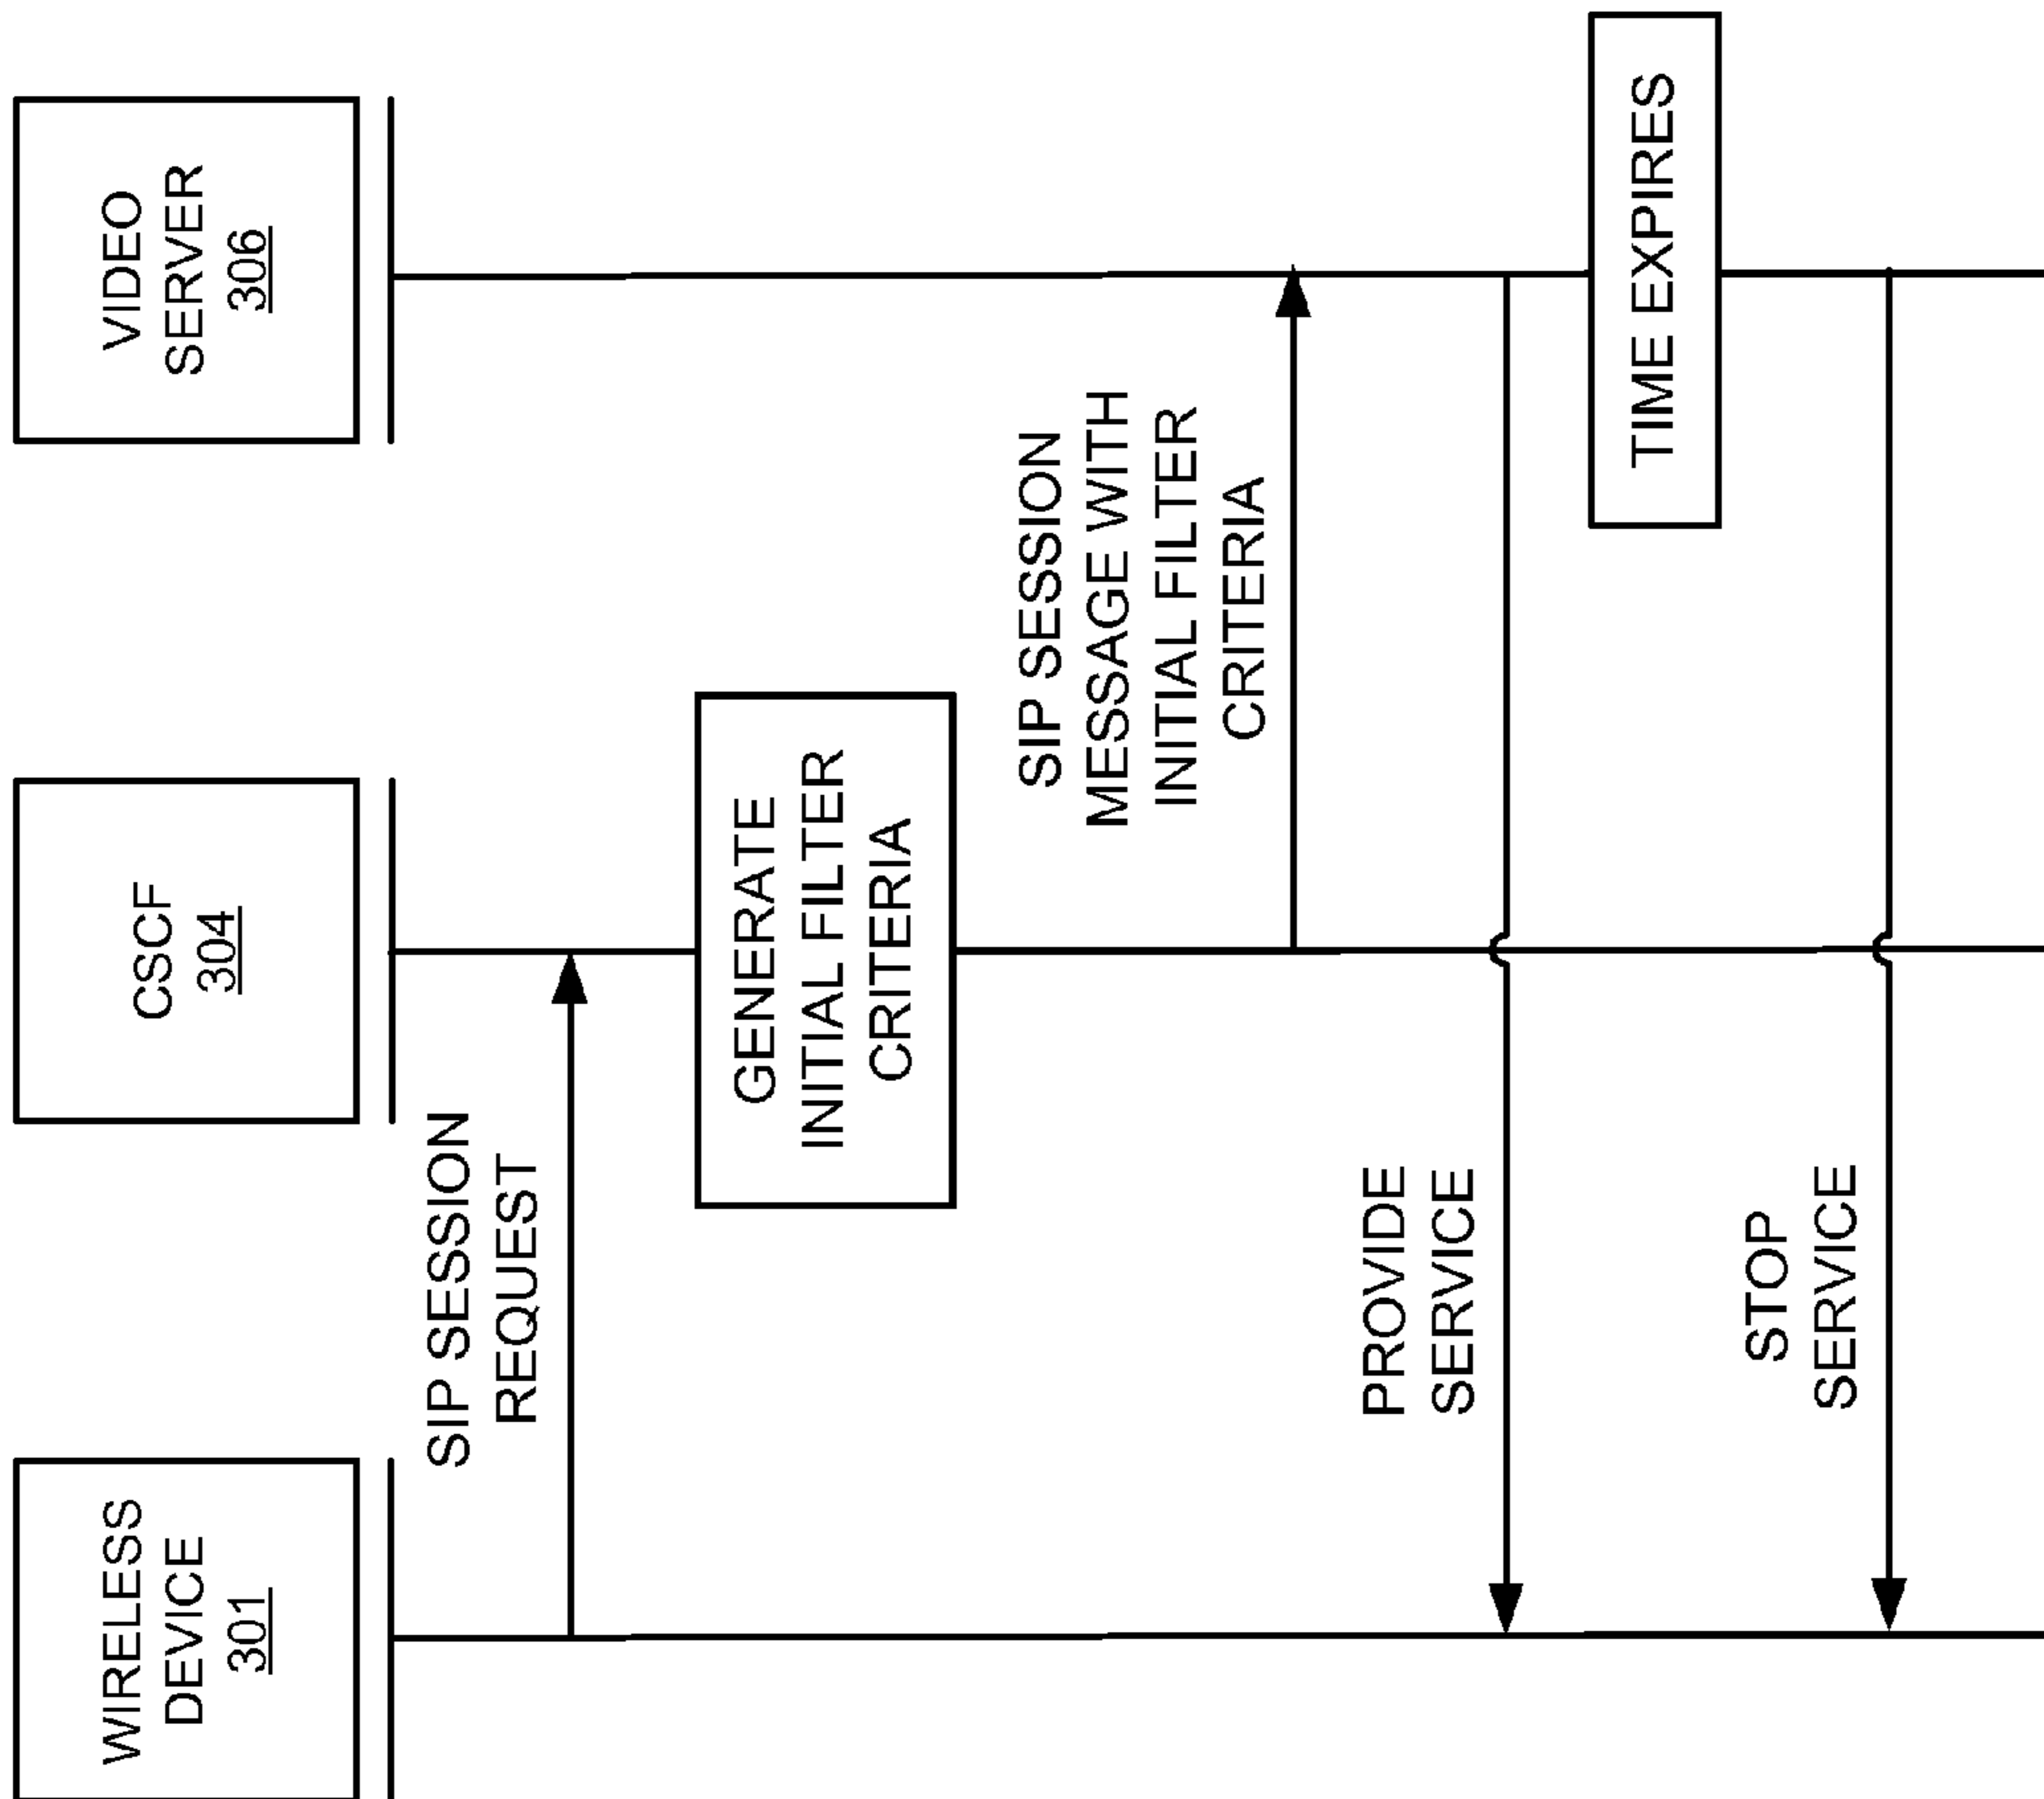 WIRELESS
DEVICE
301
CSCF
304
VIDEO
SERVER
306
SIP SESSION
REQUEST
GENERATE
INITIAL FILTER
CRITERIA
SIP SESSION
MESSAGE WITH
INITIAL FILTER
CRITERIA
PROVIDE
SERVICE
TIME EXPIRES
STOP
SERVICE